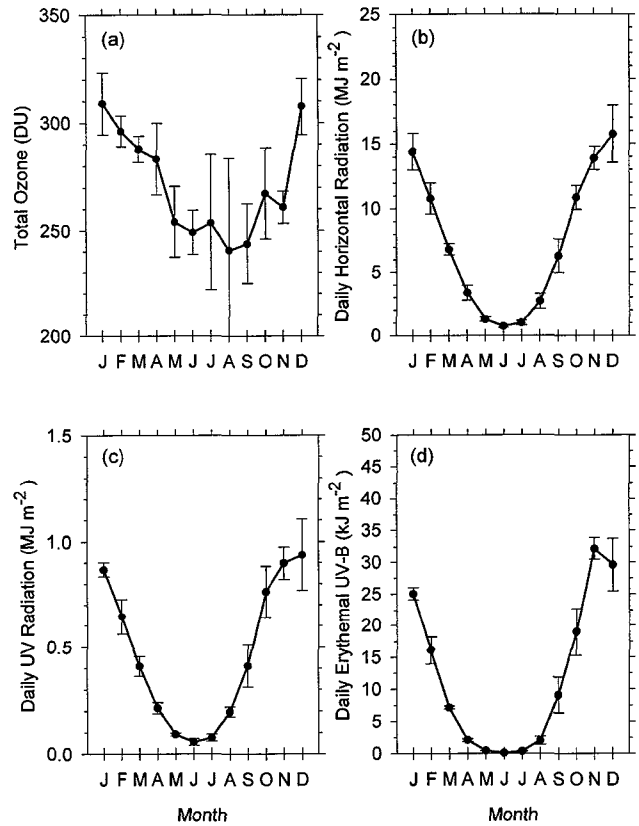 (a)
Total Ozone (DU)
350
300
250
200
J F M A M J J A S O N D
(b)
Daily Horizontal Radiation (MJ m⁻²)
25
20
15
10
5
0
J F M A M J J A S O N D
(c)
Daily UV Radiation (MJ m⁻²)
1.5
1.0
0.5
0.0
J F M A M J J A S O N D
Month
(d)
Daily Erythemal UV-B (kJ m⁻²)
50
45
40
35
30
25
20
15
10
5
0
J F M A M J J A S O N D
Month